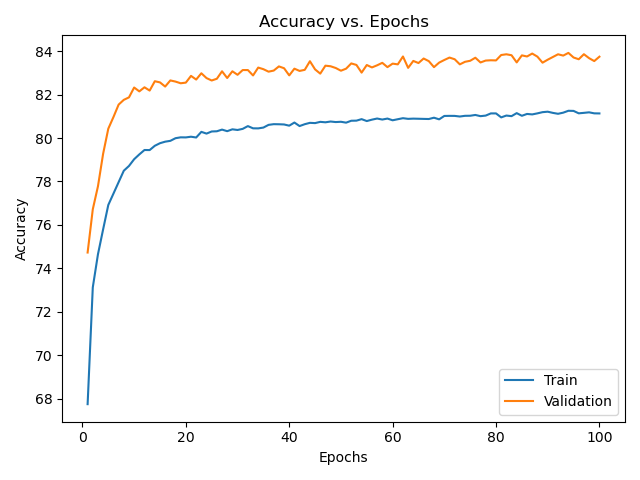 Accuracy vs. Epochs
Accuracy
84
82
80
78
76
74
72
70
68
0 20 40 60 80 100
Epochs
Train
Validation